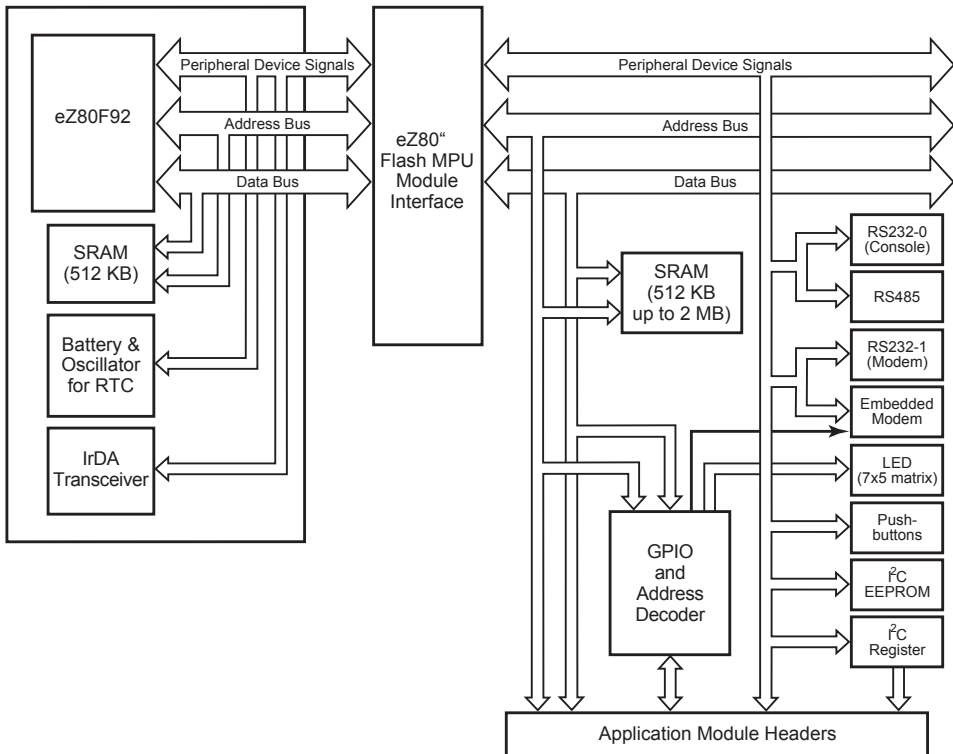 eZ80F92
Peripheral Device Signals
Address Bus
Data Bus
SRAM
(512 KB)
Battery &
Oscillator
for RTC
IrDA
Transceiver
eZ80“
Flash MPU
Module
Interface
Peripheral Device Signals
Address Bus
Data Bus
SRAM
(512 KB
up to 2 MB)
GPIO
and
Address
Decoder
RS232-0
(Console)
RS485
RS232-1
(Modem)
Embedded
Modem
LED
(7x5 matrix)
Push-
buttons
I2C
EEPROM
I2C
Register
Application Module Headers